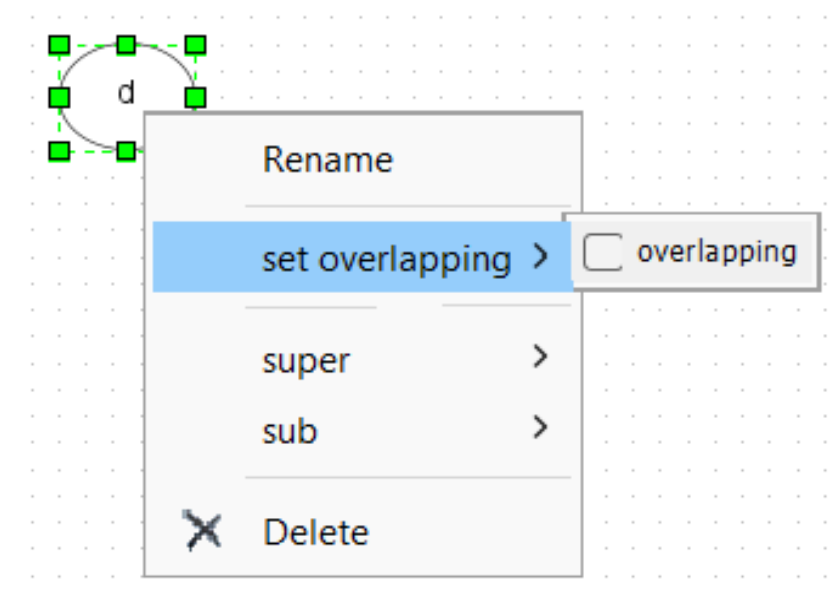 d
Rename
set overlapping
overlapping
super
sub
Delete